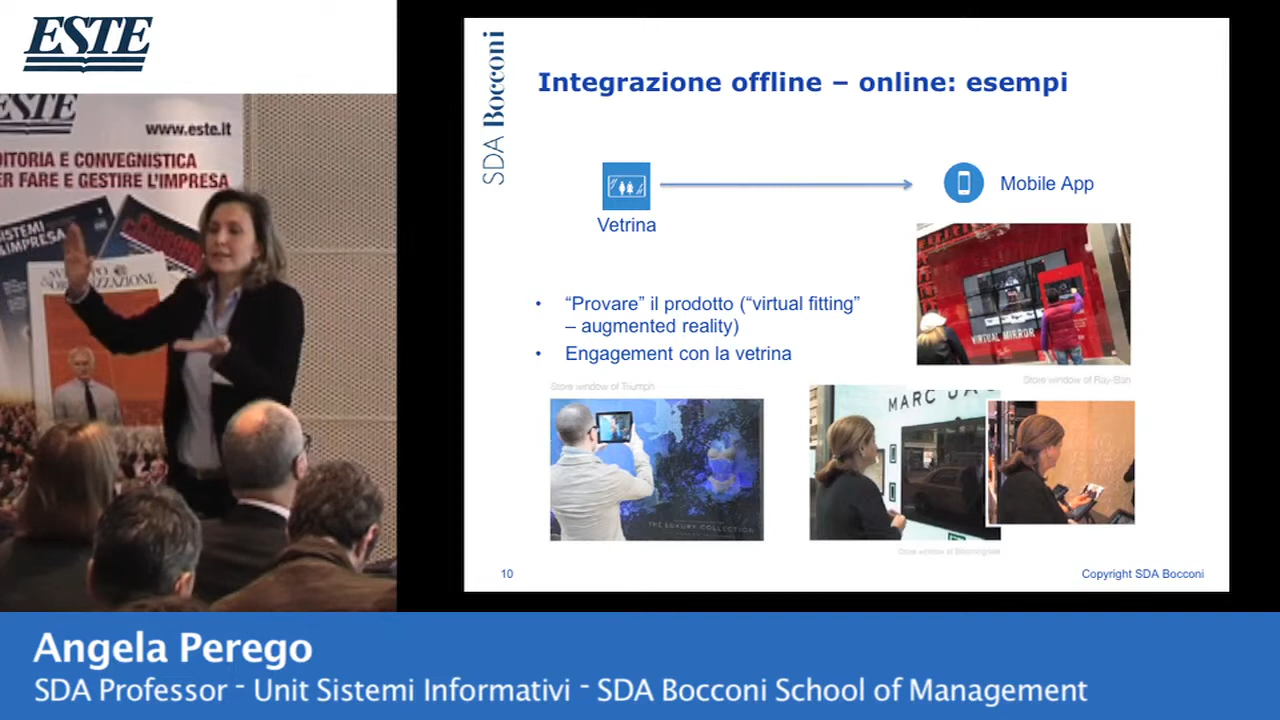 ESTE
ESTE
www.este.it
ITORIA E CONVEGNISTICA
ER FARE E GESTIRE L'IMPRESA
SISTEMI
&IMPRESA
SDA Bocconi
Integrazione offline – online: esempi
Vetrina
Mobile App
• “Provare” il prodotto (“virtual fitting”
– augmented reality)
• Engagement con la vetrina
VIRTUAL MIRROR
Store window of Ray-Ban
Store window of Triumph
THE LUXURY COLLECTION
MARC
Store window of Bloomingdale
10
Copyright SDA Bocconi
Angela Perego
SDA Professor - Unit Sistemi Informativi - SDA Bocconi School of Management